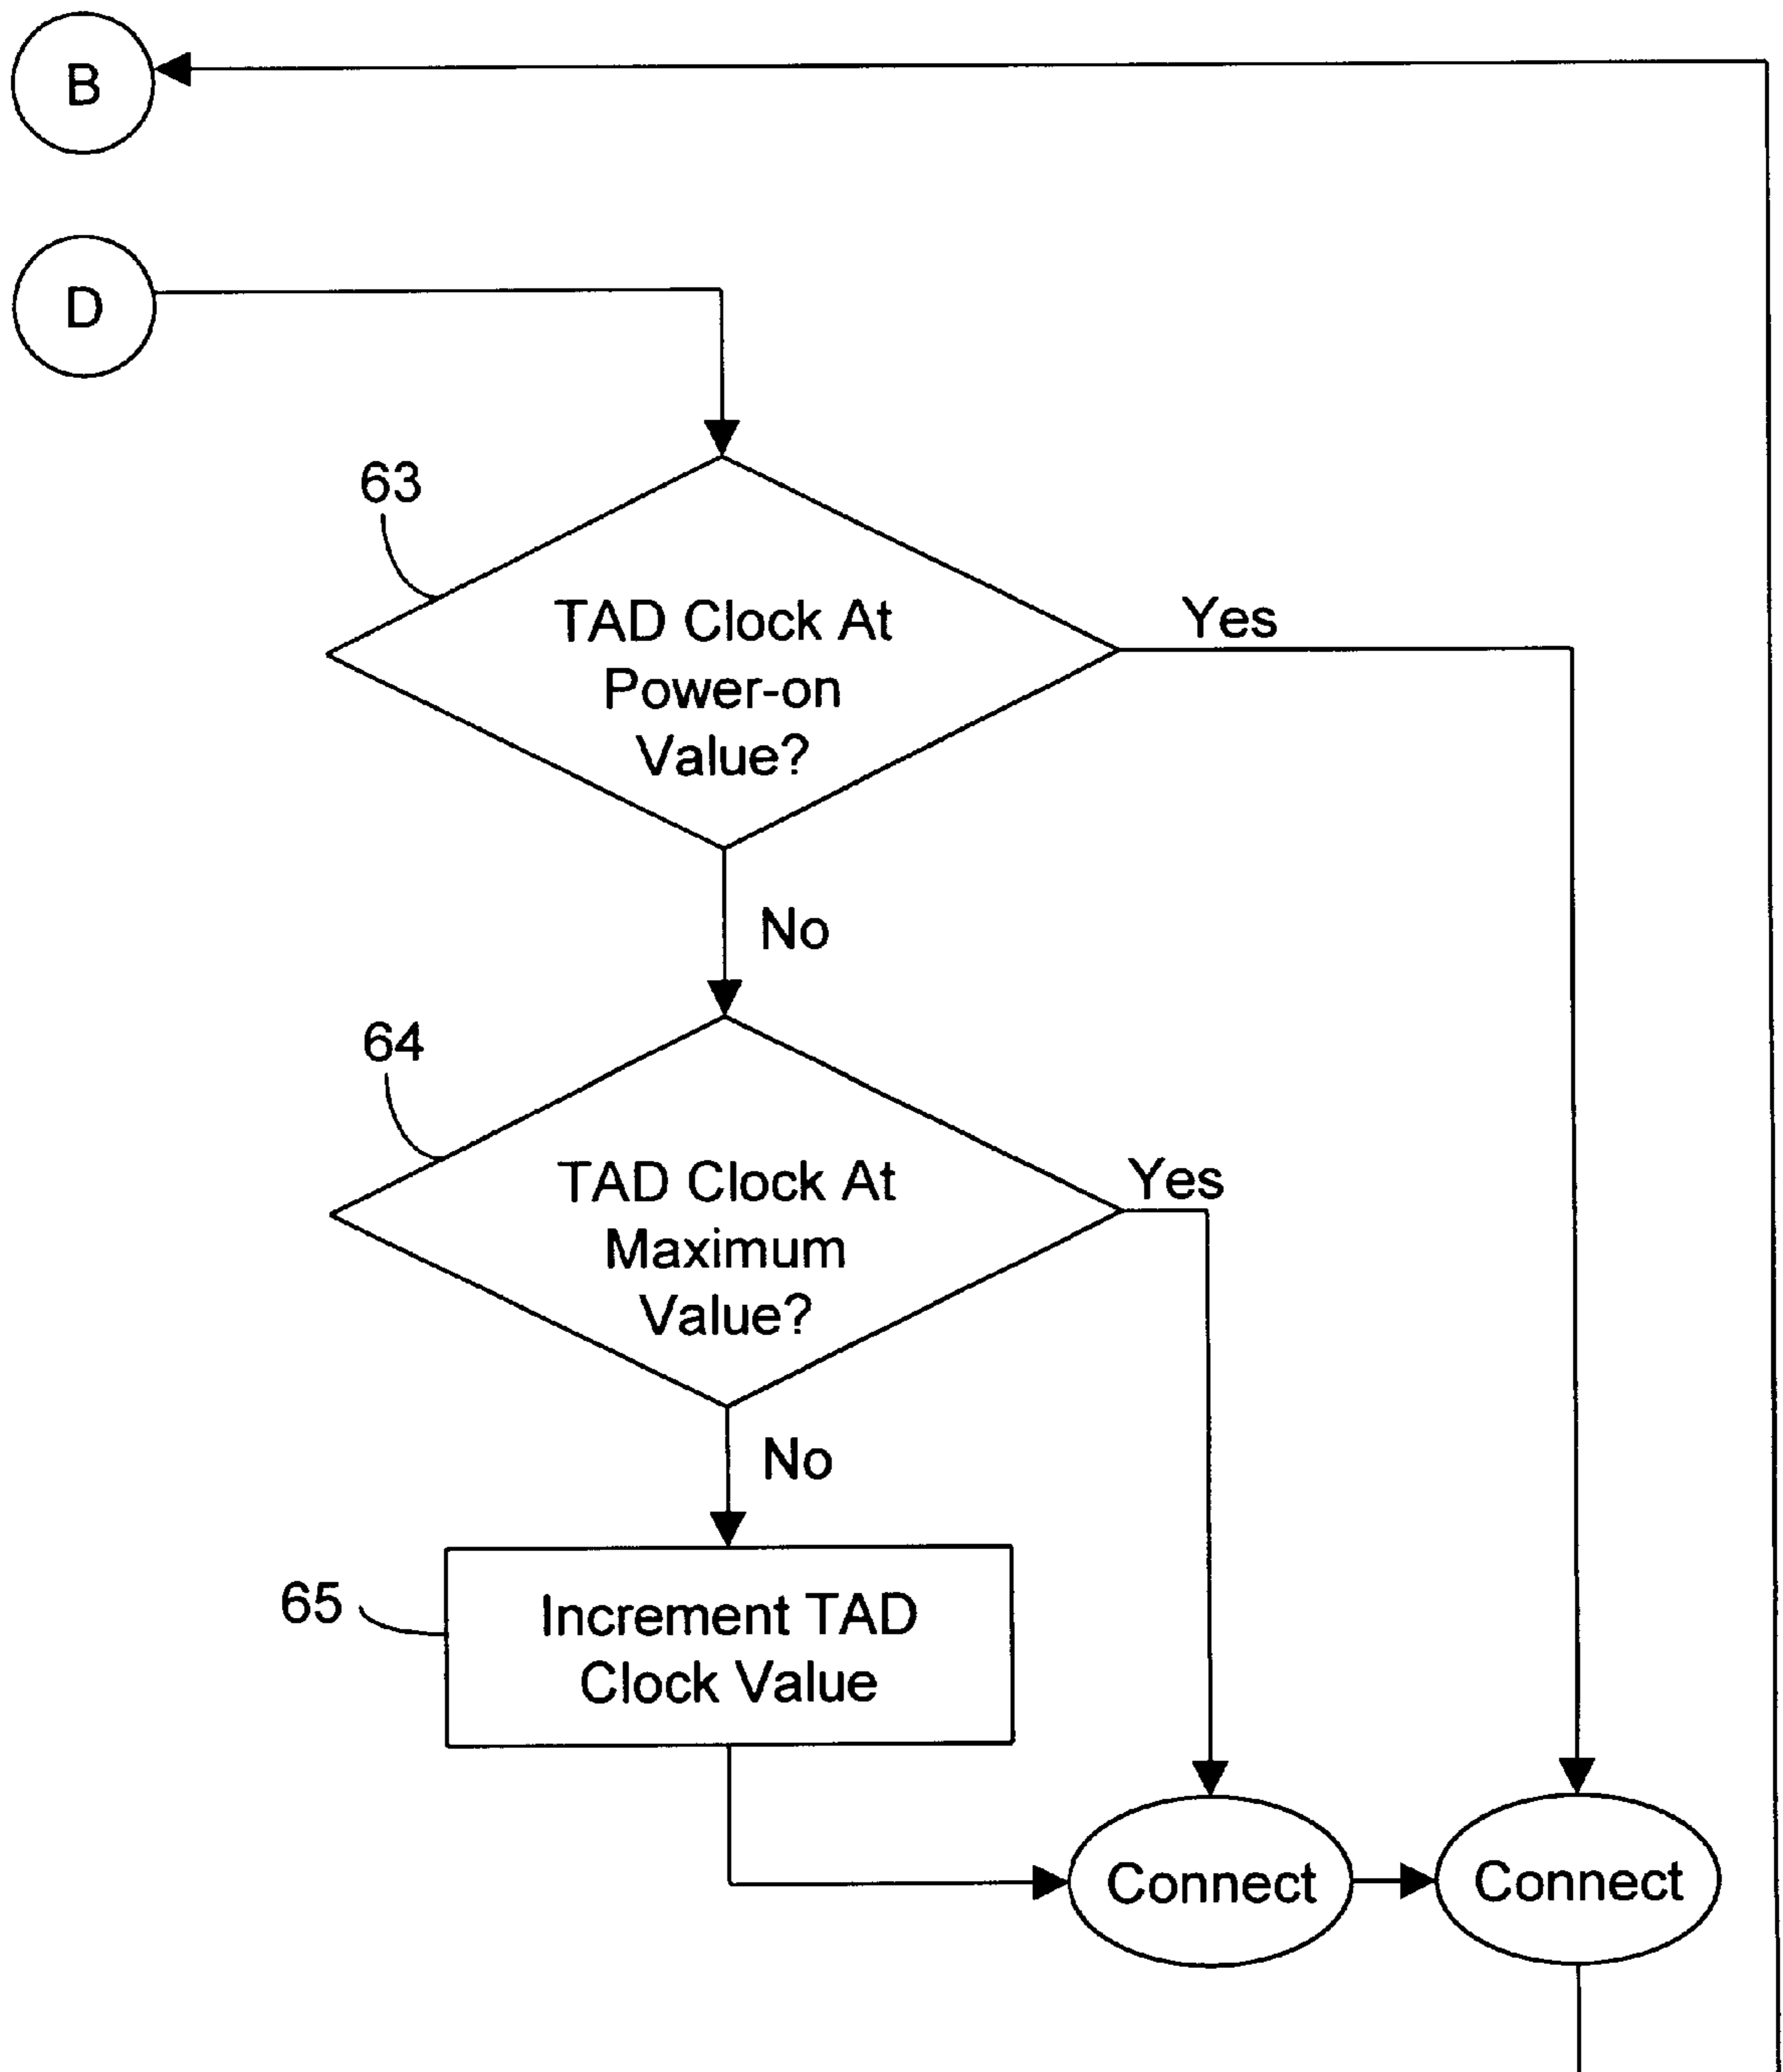 B
D
63
TAD Clock At
Power-on
Value?
Yes
No
64
TAD Clock At
Maximum
Value?
Yes
No
65
Increment TAD
Clock Value
Connect
Connect